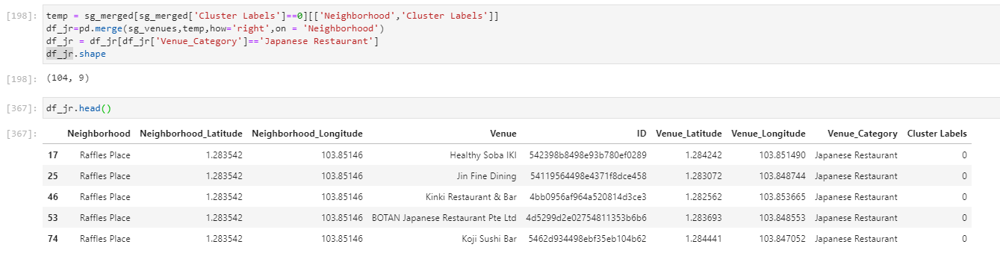 [198]: temp = sg_merged[sg_merged['Cluster Labels']==0][['Neighborhood','Cluster Labels']]
df_jr=pd.merge(sg_venues,temp,how='right',on = 'Neighborhood')
df_jr = df_jr[df_jr['Venue_Category']=='Japanese Restaurant']
df_jr.shape
[198]: (104, 9)
[367]: df_jr.head()
[367]: Neighborhood Neighborhood_Latitude Neighborhood_Longitude Venue ID Venue_Latitude Venue_Longitude Venue_Category Cluster Labels
17 Raffles Place 1.283542 103.85146 Healthy Soba IKI 542398b8498e93b780ef0289 1.284242 103.851490 Japanese Restaurant 0
25 Raffles Place 1.283542 103.85146 Jin Fine Dining 54119564498e4371f8dce458 1.283072 103.848744 Japanese Restaurant 0
46 Raffles Place 1.283542 103.85146 Kinki Restaurant & Bar 4bb0956af964a520814d3ce3 1.282562 103.853665 Japanese Restaurant 0
53 Raffles Place 1.283542 103.85146 BOTAN Japanese Restaurant Pte Ltd 4d5299d2e02754811353b6b6 1.283693 103.848553 Japanese Restaurant 0
74 Raffles Place 1.283542 103.85146 Koji Sushi Bar 5462d934498ebf35eb104b62 1.284441 103.847052 Japanese Restaurant 0